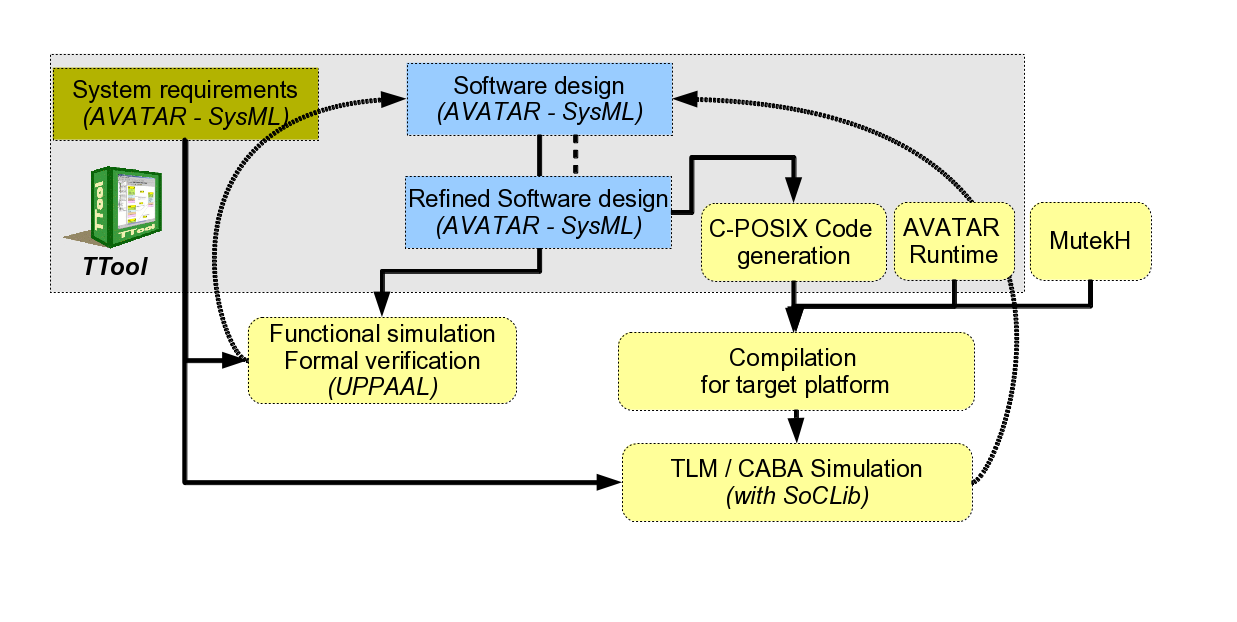 System requirements
(AVATAR - SysML)
Software design
(AVATAR - SysML)
Refined Software design
(AVATAR - SysML)
TTool
TTool
TTool
C-POSIX Code
generation
AVATAR
Runtime
MutekH
Functional simulation
Formal verification
(UPPAAL)
Compilation
for target platform
TLM / CABA Simulation
(with SoCLib)